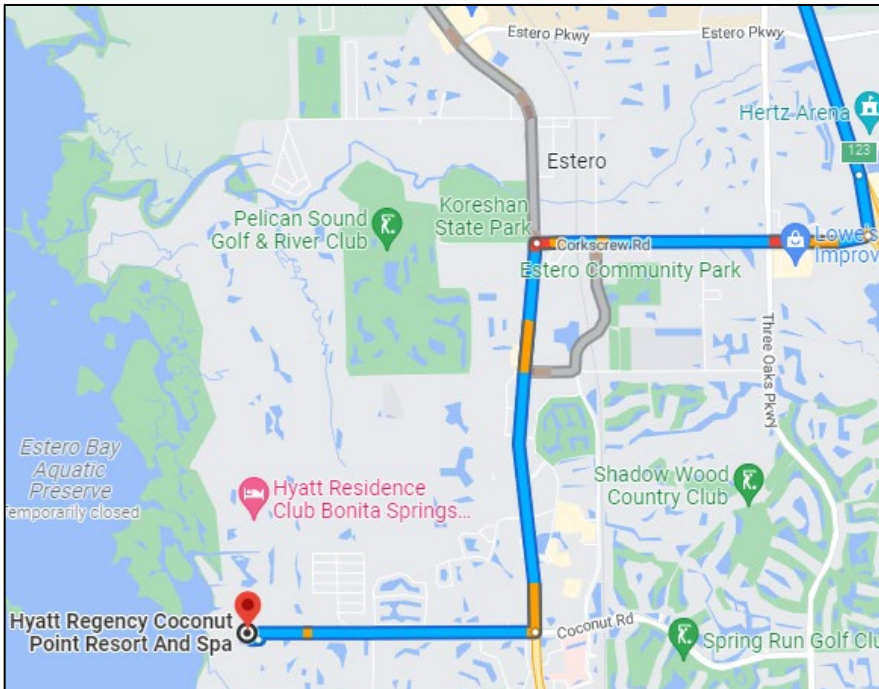 Estero Pkwy
Estero Pkwy
Hertz Arena
123
Estero
Koreshan
State Park
Pelican Sound
Golf & River Club
Corkscrew Rd
Lowe's
Improv
Estero Community Park
Three Oaks Pkwy
Estero Bay
Aquatic
Preserve
Temporarily closed
Shadow Wood
Country Club
Hyatt Residence
Club Bonita Springs...
Hyatt Regency Coconut
Point Resort And Spa
Coconut Rd
Spring Run Golf Clu